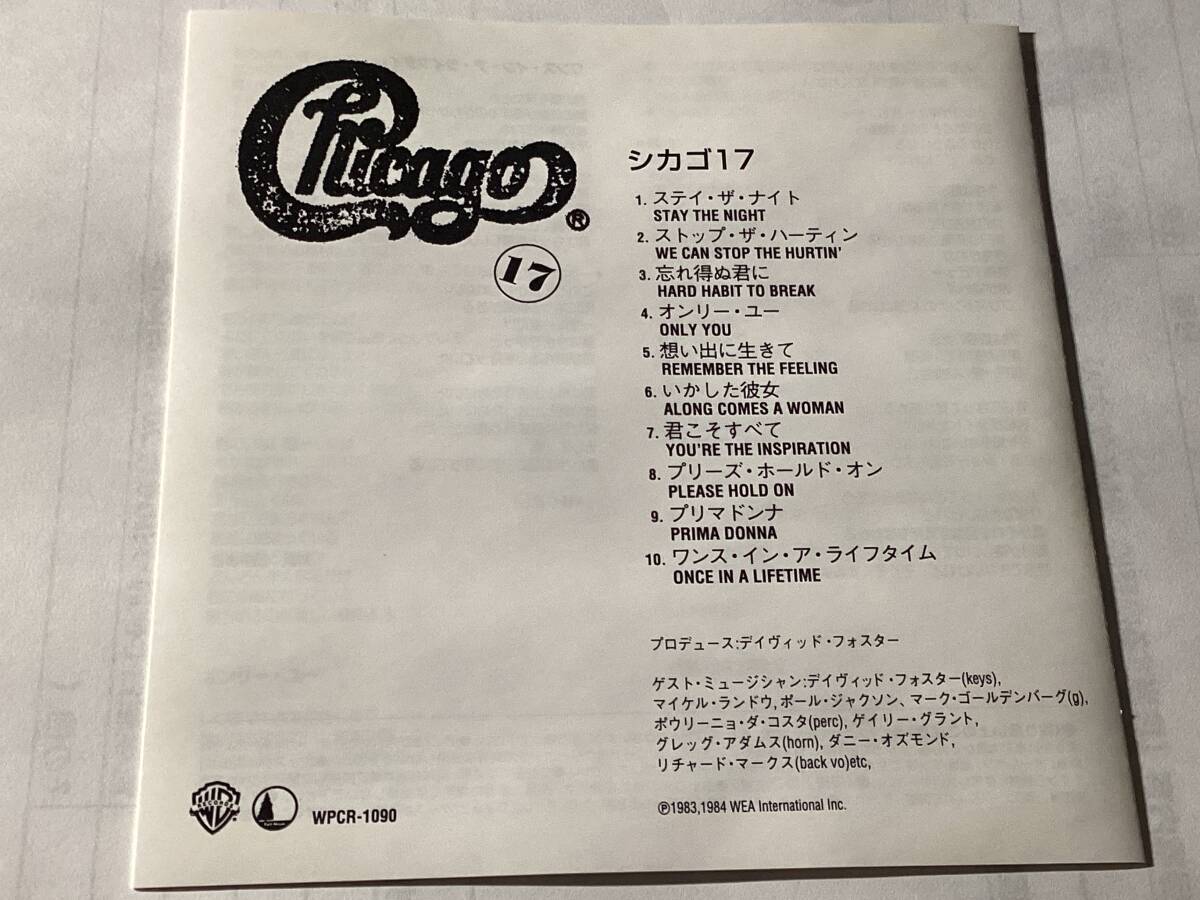 Chicago
®
17
シカゴ17
1. ステイ・ザ・ナイト
STAY THE NIGHT
2. ストップ・ザ・ハーティン
WE CAN STOP THE HURTIN'
3. 忘れ得ぬ君に
HARD HABIT TO BREAK
4. オンリー・ユー
ONLY YOU
5. 想い出に生きて
REMEMBER THE FEELING
6. いかした彼女
ALONG COMES A WOMAN
7. 君こそすべて
YOU'RE THE INSPIRATION
8. プリーズ・ホールド・オン
PLEASE HOLD ON
9. プリマドンナ
PRIMA DONNA
10. ワンス・イン・ア・ライフタイム
ONCE IN A LIFETIME
プロデュース:デイヴィッド・フォスター
ゲスト・ミュージシャン:デイヴィッド・フォスター(keys),
マイケル・ランドウ, ポール・ジャクソン、マーク・ゴールデンバーグ(g),
ポウリーニョ・ダ・コスタ(perc), ゲイリー・グラント,
グレッグ・アダムス(horn), ダニー・オズモンド,
リチャード・マークス(back vo)etc,
℗1983,1984 WEA International Inc.
WB RECORDS
WPCR-1090